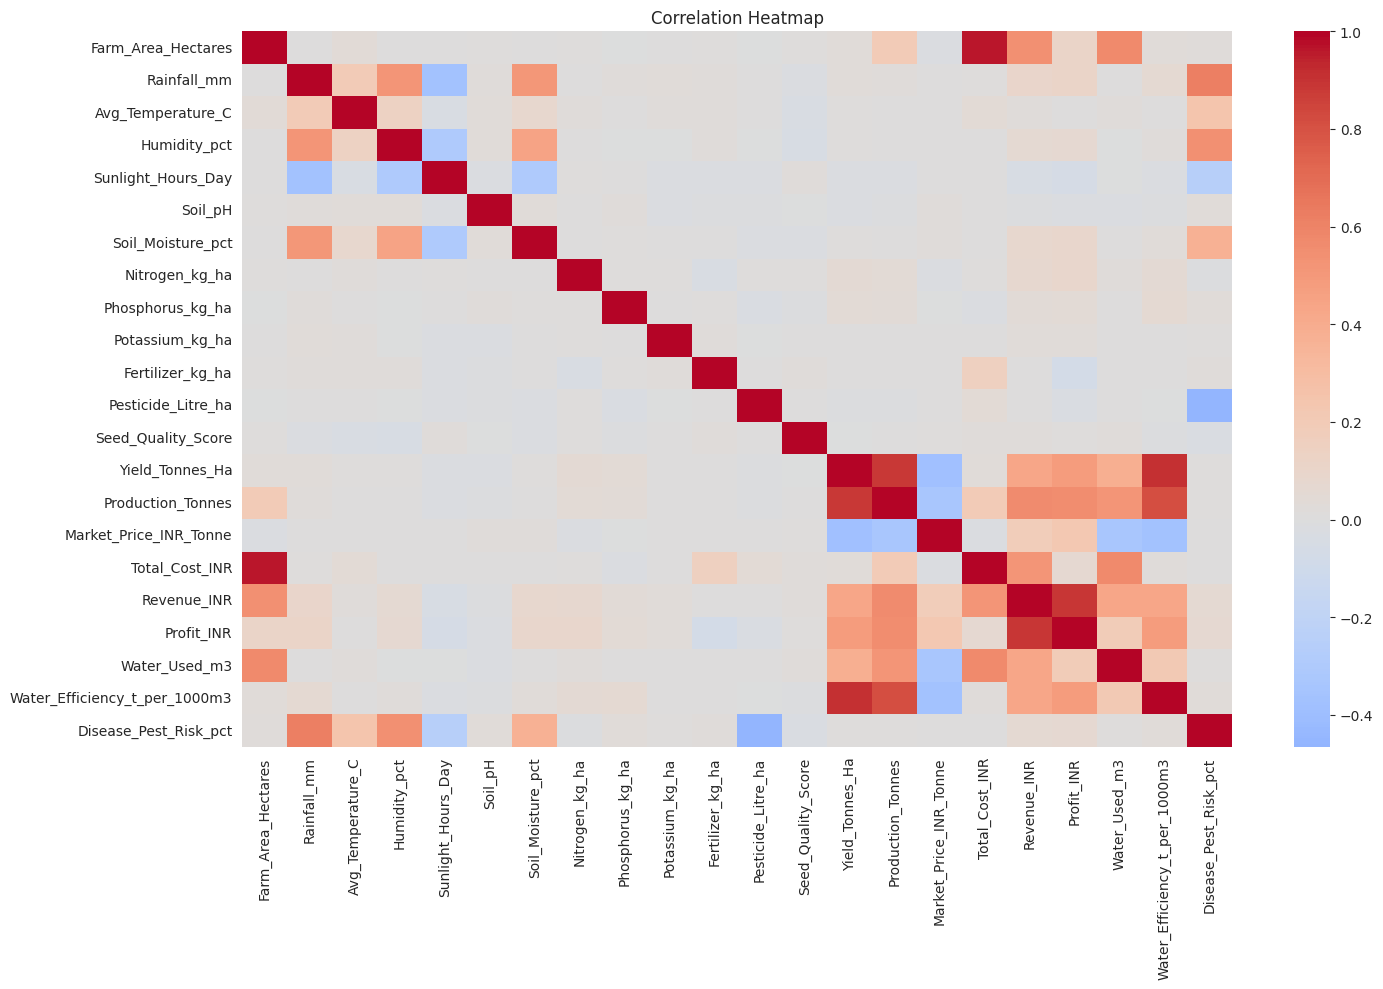 Correlation Heatmap
Farm_Area_Hectares
Rainfall_mm
Avg_Temperature_C
Humidity_pct
Sunlight_Hours_Day
Soil_pH
Soil_Moisture_pct
Nitrogen_kg_ha
Phosphorus_kg_ha
Potassium_kg_ha
Fertilizer_kg_ha
Pesticide_Litre_ha
Seed_Quality_Score
Yield_Tonnes_Ha
Production_Tonnes
Market_Price_INR_Tonne
Total_Cost_INR
Revenue_INR
Profit_INR
Water_Used_m3
Water_Efficiency_t_per_1000m3
Disease_Pest_Risk_pct
Farm_Area_Hectares
Rainfall_mm
Avg_Temperature_C
Humidity_pct
Sunlight_Hours_Day
Soil_pH
Soil_Moisture_pct
Nitrogen_kg_ha
Phosphorus_kg_ha
Potassium_kg_ha
Fertilizer_kg_ha
Pesticide_Litre_ha
Seed_Quality_Score
Yield_Tonnes_Ha
Production_Tonnes
Market_Price_INR_Tonne
Total_Cost_INR
Revenue_INR
Profit_INR
Water_Used_m3
Water_Efficiency_t_per_1000m3
Disease_Pest_Risk_pct
1.0
0.8
0.6
0.4
0.2
0.0
−0.2
−0.4